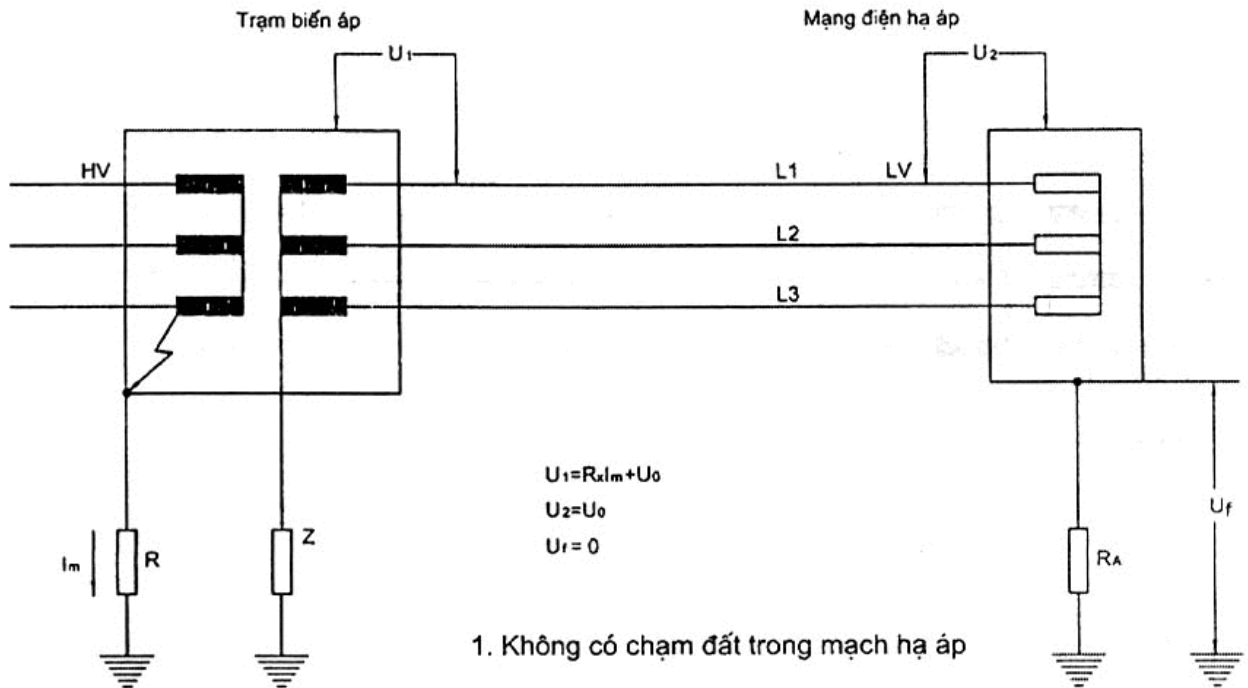 Trạm biến áp
Mạng điện hạ áp
U1
U2
HV
L1
LV
L2
L3
U1=RxIm+U0
U2=U0
Uf = 0
Im
R
Z
RA
Uf
1. Không có chạm đất trong mạch hạ áp